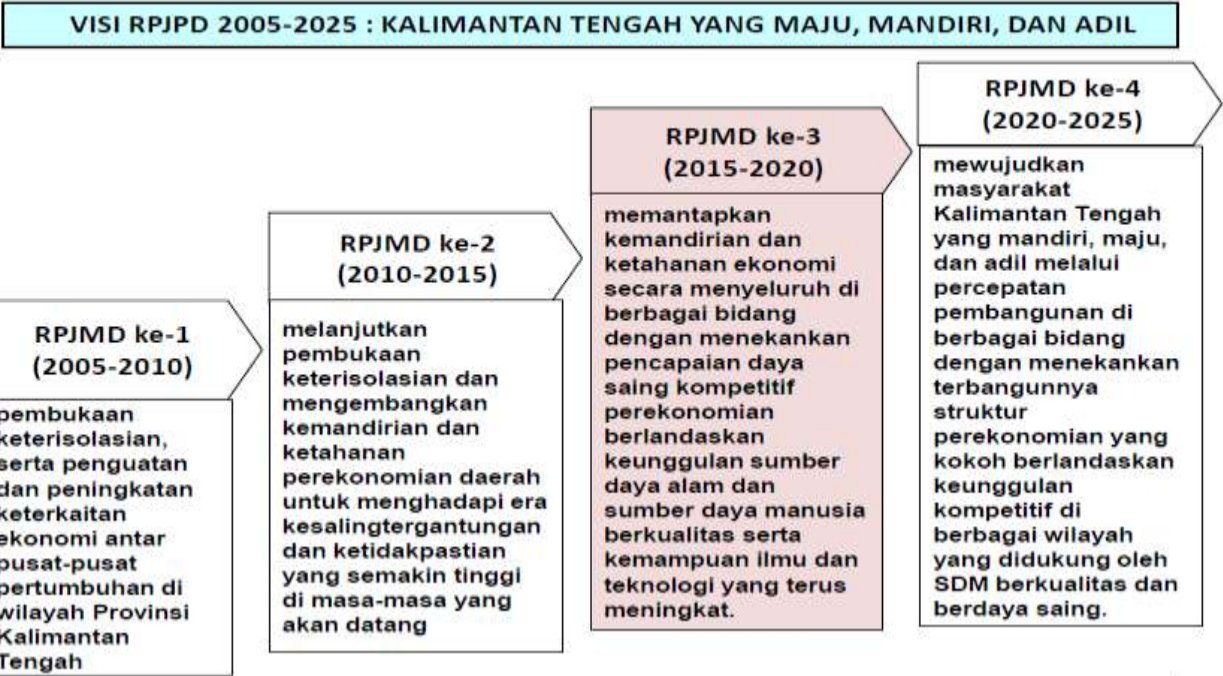 VISI RPJPD 2005-2025 : KALIMANTAN TENGAH YANG MAJU, MANDIRI, DAN ADIL
RPJMD ke-1
(2005-2010)
pembukaan
keterisolasian,
serta penguatan
dan peningkatan
keterkaitan
ekonomi antar
pusat-pusat
pertumbuhan di
wilayah Provinsi
Kalimantan
Tengah
RPJMD ke-2
(2010-2015)
melanjutkan
pembukaan
keterisolasian dan
mengembangkan
kemandirian dan
ketahanan
perekonomian daerah
untuk menghadapi era
kesalingtergantungan
dan ketidakpastian
yang semakin tinggi
di masa-masa yang
akan datang
RPJMD ke-3
(2015-2020)
memantapkan
kemandirian dan
ketahanan ekonomi
secara menyeluruh di
berbagai bidang
dengan menekankan
pencapaian daya
saing kompetitif
perekonomian
berlandaskan
keunggulan sumber
daya alam dan
sumber daya manusia
berkualitas serta
kemampuan ilmu dan
teknologi yang terus
meningkat.
RPJMD ke-4
(2020-2025)
mewujudkan
masyarakat
Kalimantan Tengah
yang mandiri, maju,
dan adil melalui
percepatan
pembangunan di
berbagai bidang
dengan menekankan
terbangunnya
struktur
perekonomian yang
kokoh berlandaskan
keunggulan
kompetitif di
berbagai wilayah
yang didukung oleh
SDM berkualitas dan
berdaya saing.